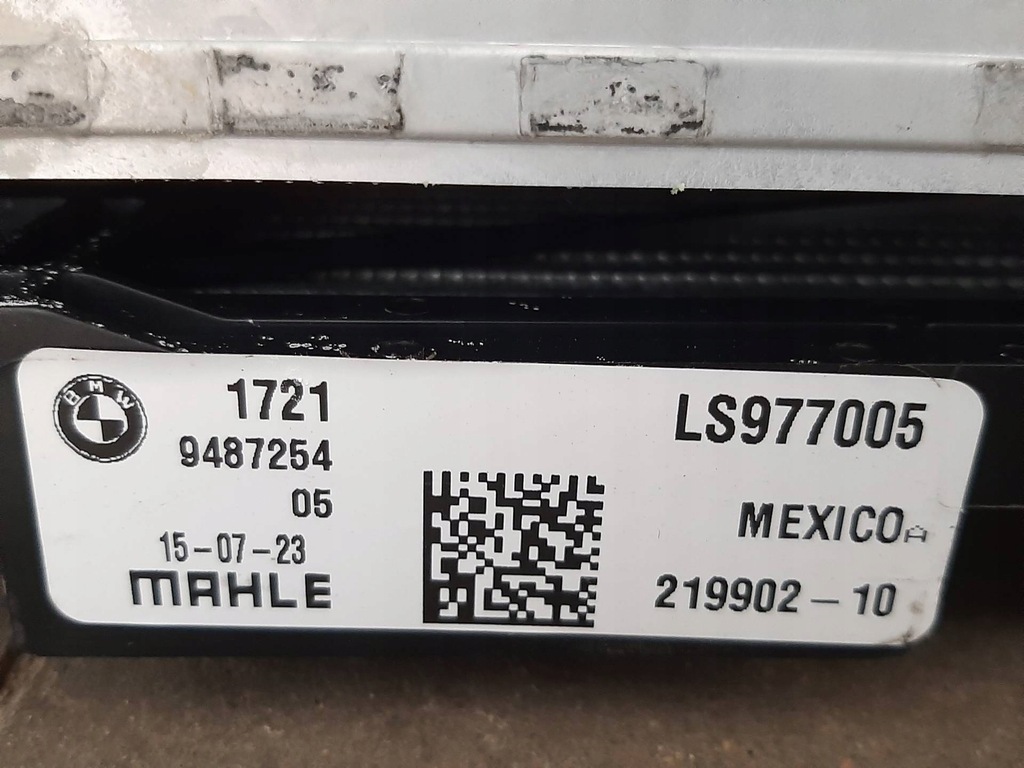 BMW
1721
9487254
05
15-07-23
MAHLE
LS977005
MEXICO A
219902-10